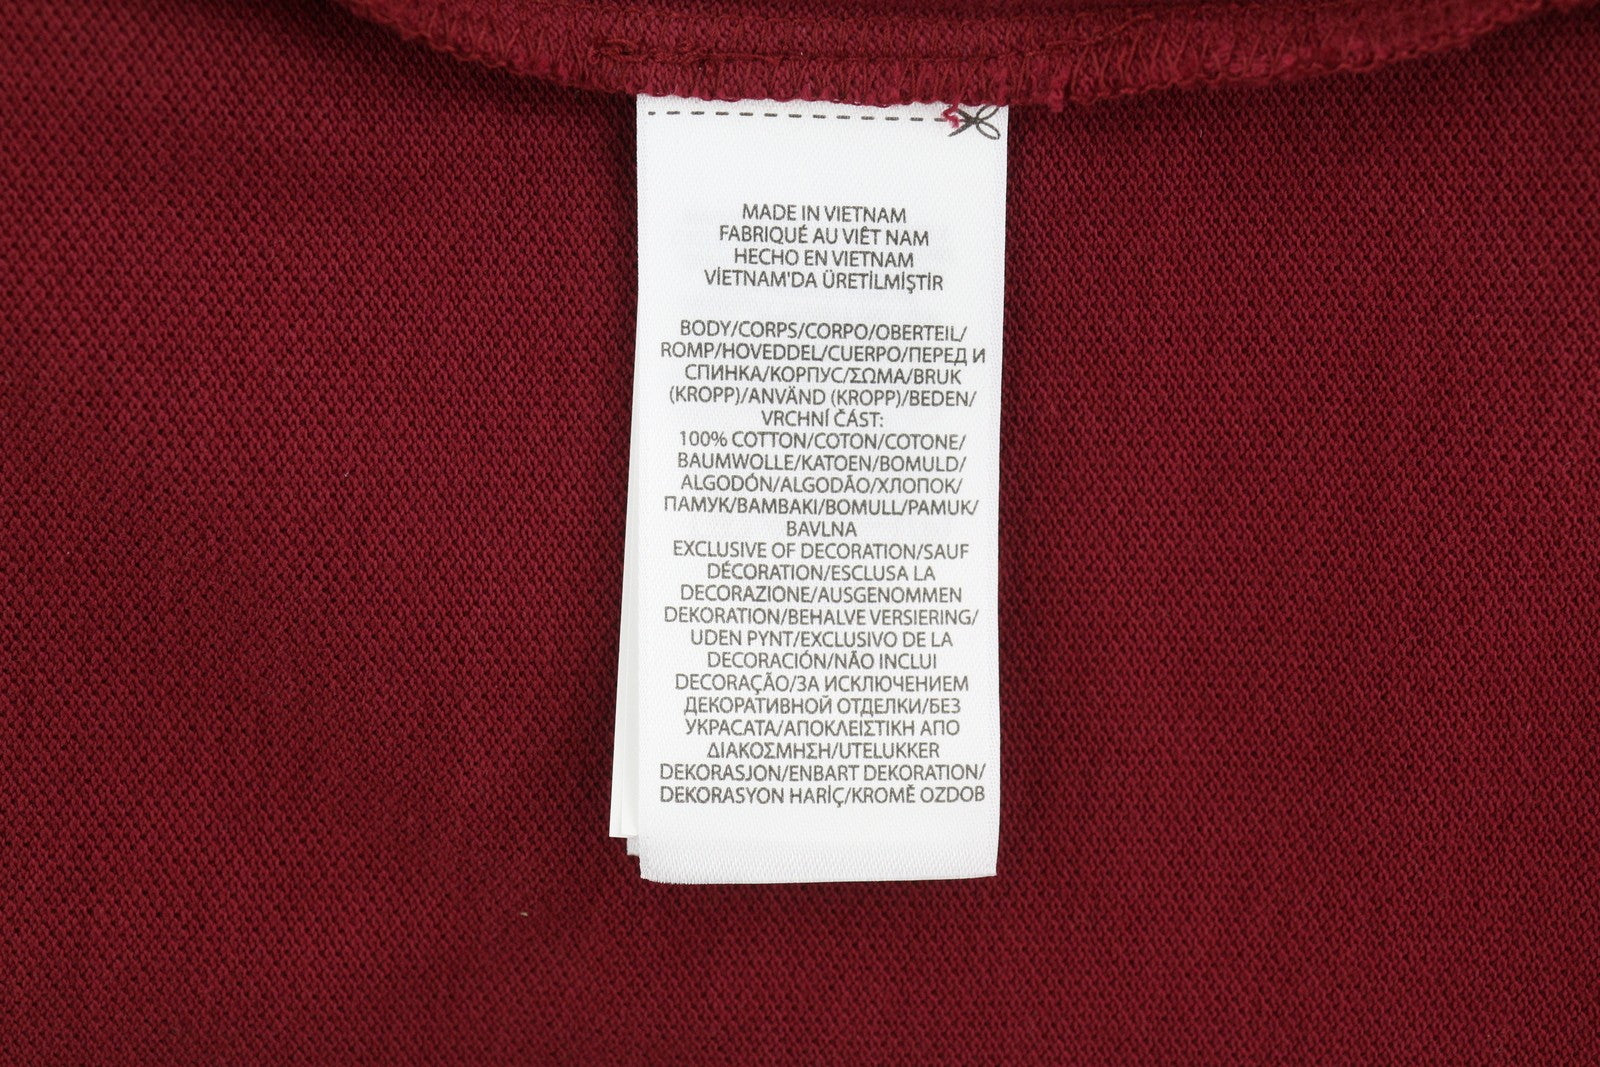 MADE IN VIETNAM
FABRIQUÉ AU VIÊT NAM
HECHO EN VIETNAM
VİETNAM'DA ÜRETİLMİŞTİR
BODY/CORPS/CORPO/OBERTEIL/
ROMP/HOVEDDEL/CUERPO/ПЕРЕД И
СПИНКА/КОРПУС/ΣΩΜΑ/BRUK
(KROPP)/ANVÄND (KROPP)/BEDEN/
VRCHNÍ ČÁST:
100% COTTON/COTON/COTONE/
BAUMWOLLE/KATOEN/BOMULD/
ALGODÓN/ALGODÃO/ХЛОПОК/
ПАМУК/ΒΑΜΒΑΚΙ/BOMULL/PAMUK/
BAVLNA
EXCLUSIVE OF DECORATION/SAUF
DÉCORATION/ESCLUSA LA
DECORAZIONE/AUSGENOMMEN
DEKORATION/BEHALVE VERSIERING/
UDEN PYNT/EXCLUSIVO DE LA
DECORACIÓN/NÃO INCLUI
DECORAÇÃO/ЗА ИСКЛЮЧЕНИЕМ
ДЕКОРАТИВНОЙ ОТДЕЛКИ/БЕЗ
УКРАСАТА/ΑΠΟΚΛΕΙΣΤΙΚΗ ΑΠΟ
ΔΙΑΚΟΣΜΗΣΗ/UTELUKKER
DEKORASJON/ENBART DEKORATION/
DEKORASYON HARİÇ/KROMĚ OZDOB